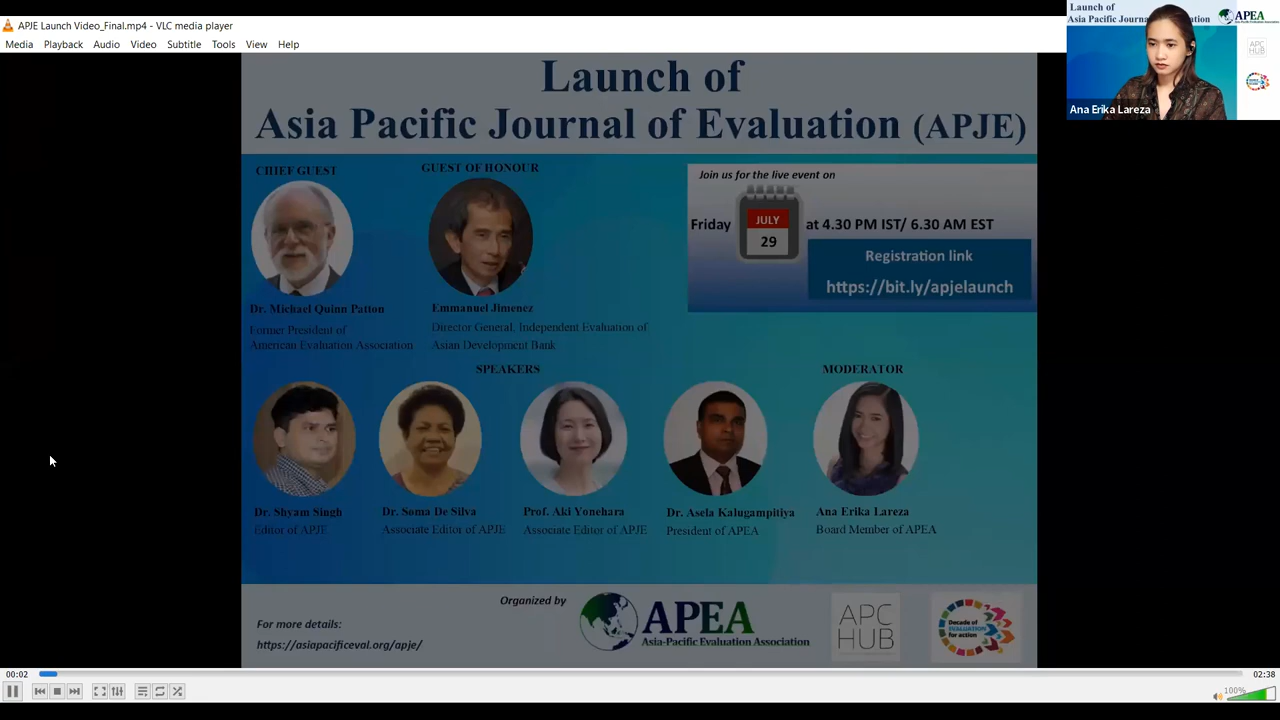 APJE Launch Video_Final.mp4 - VLC media player
Media Playback Audio Video Subtitle Tools View Help
Launch of
Asia Pacific Journal of Evaluation (APJE)
CHIEF GUEST
GUEST OF HONOUR
Join us for the live event on
Friday
JULY
29
at 4.30 PM IST/ 6.30 AM EST
Registration link
https://bit.ly/apjelaunch
Dr. Michael Quinn Patton
Former President of
American Evaluation Association
Emmanuel Jimenez
Director General, Independent Evaluation of
Asian Development Bank
SPEAKERS
MODERATOR
Dr. Shyam Singh
Editor of APJE
Dr. Soma De Silva
Associate Editor of APJE
Prof. Aki Yonehara
Associate Editor of APJE
Dr. Asela Kalugampitiya
President of APEA
Ana Erika Lareza
Board Member of APEA
For more details:
https://asiapacificeval.org/apje/
Organized by
APEA
Asia-Pacific Evaluation Association
APC
HUB
Decade of
EVALUATION
for action
00:02
02:38
100%
Launch of
Asia Pacific Journ
Evaluation
APEA
APC
HUB
Ana Erika Lareza